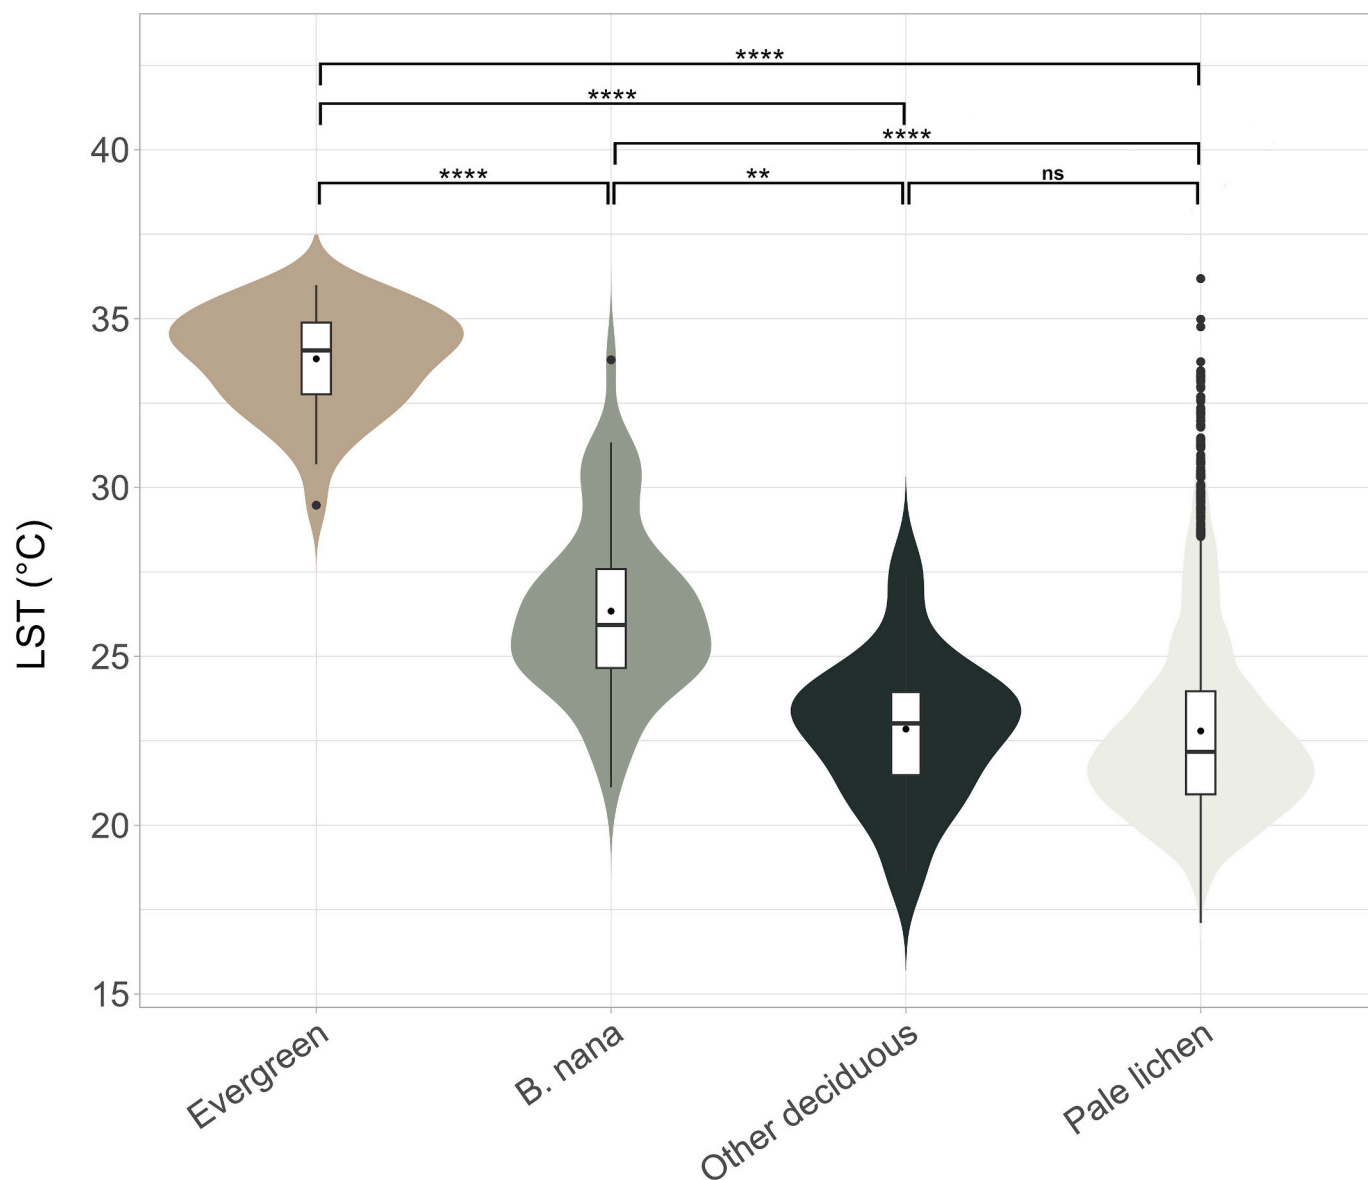 ****
****
****
**** ** ns
40
35
30
25
20
15
LST (°C)
Evergreen
B. nana
Other deciduous
Pale lichen